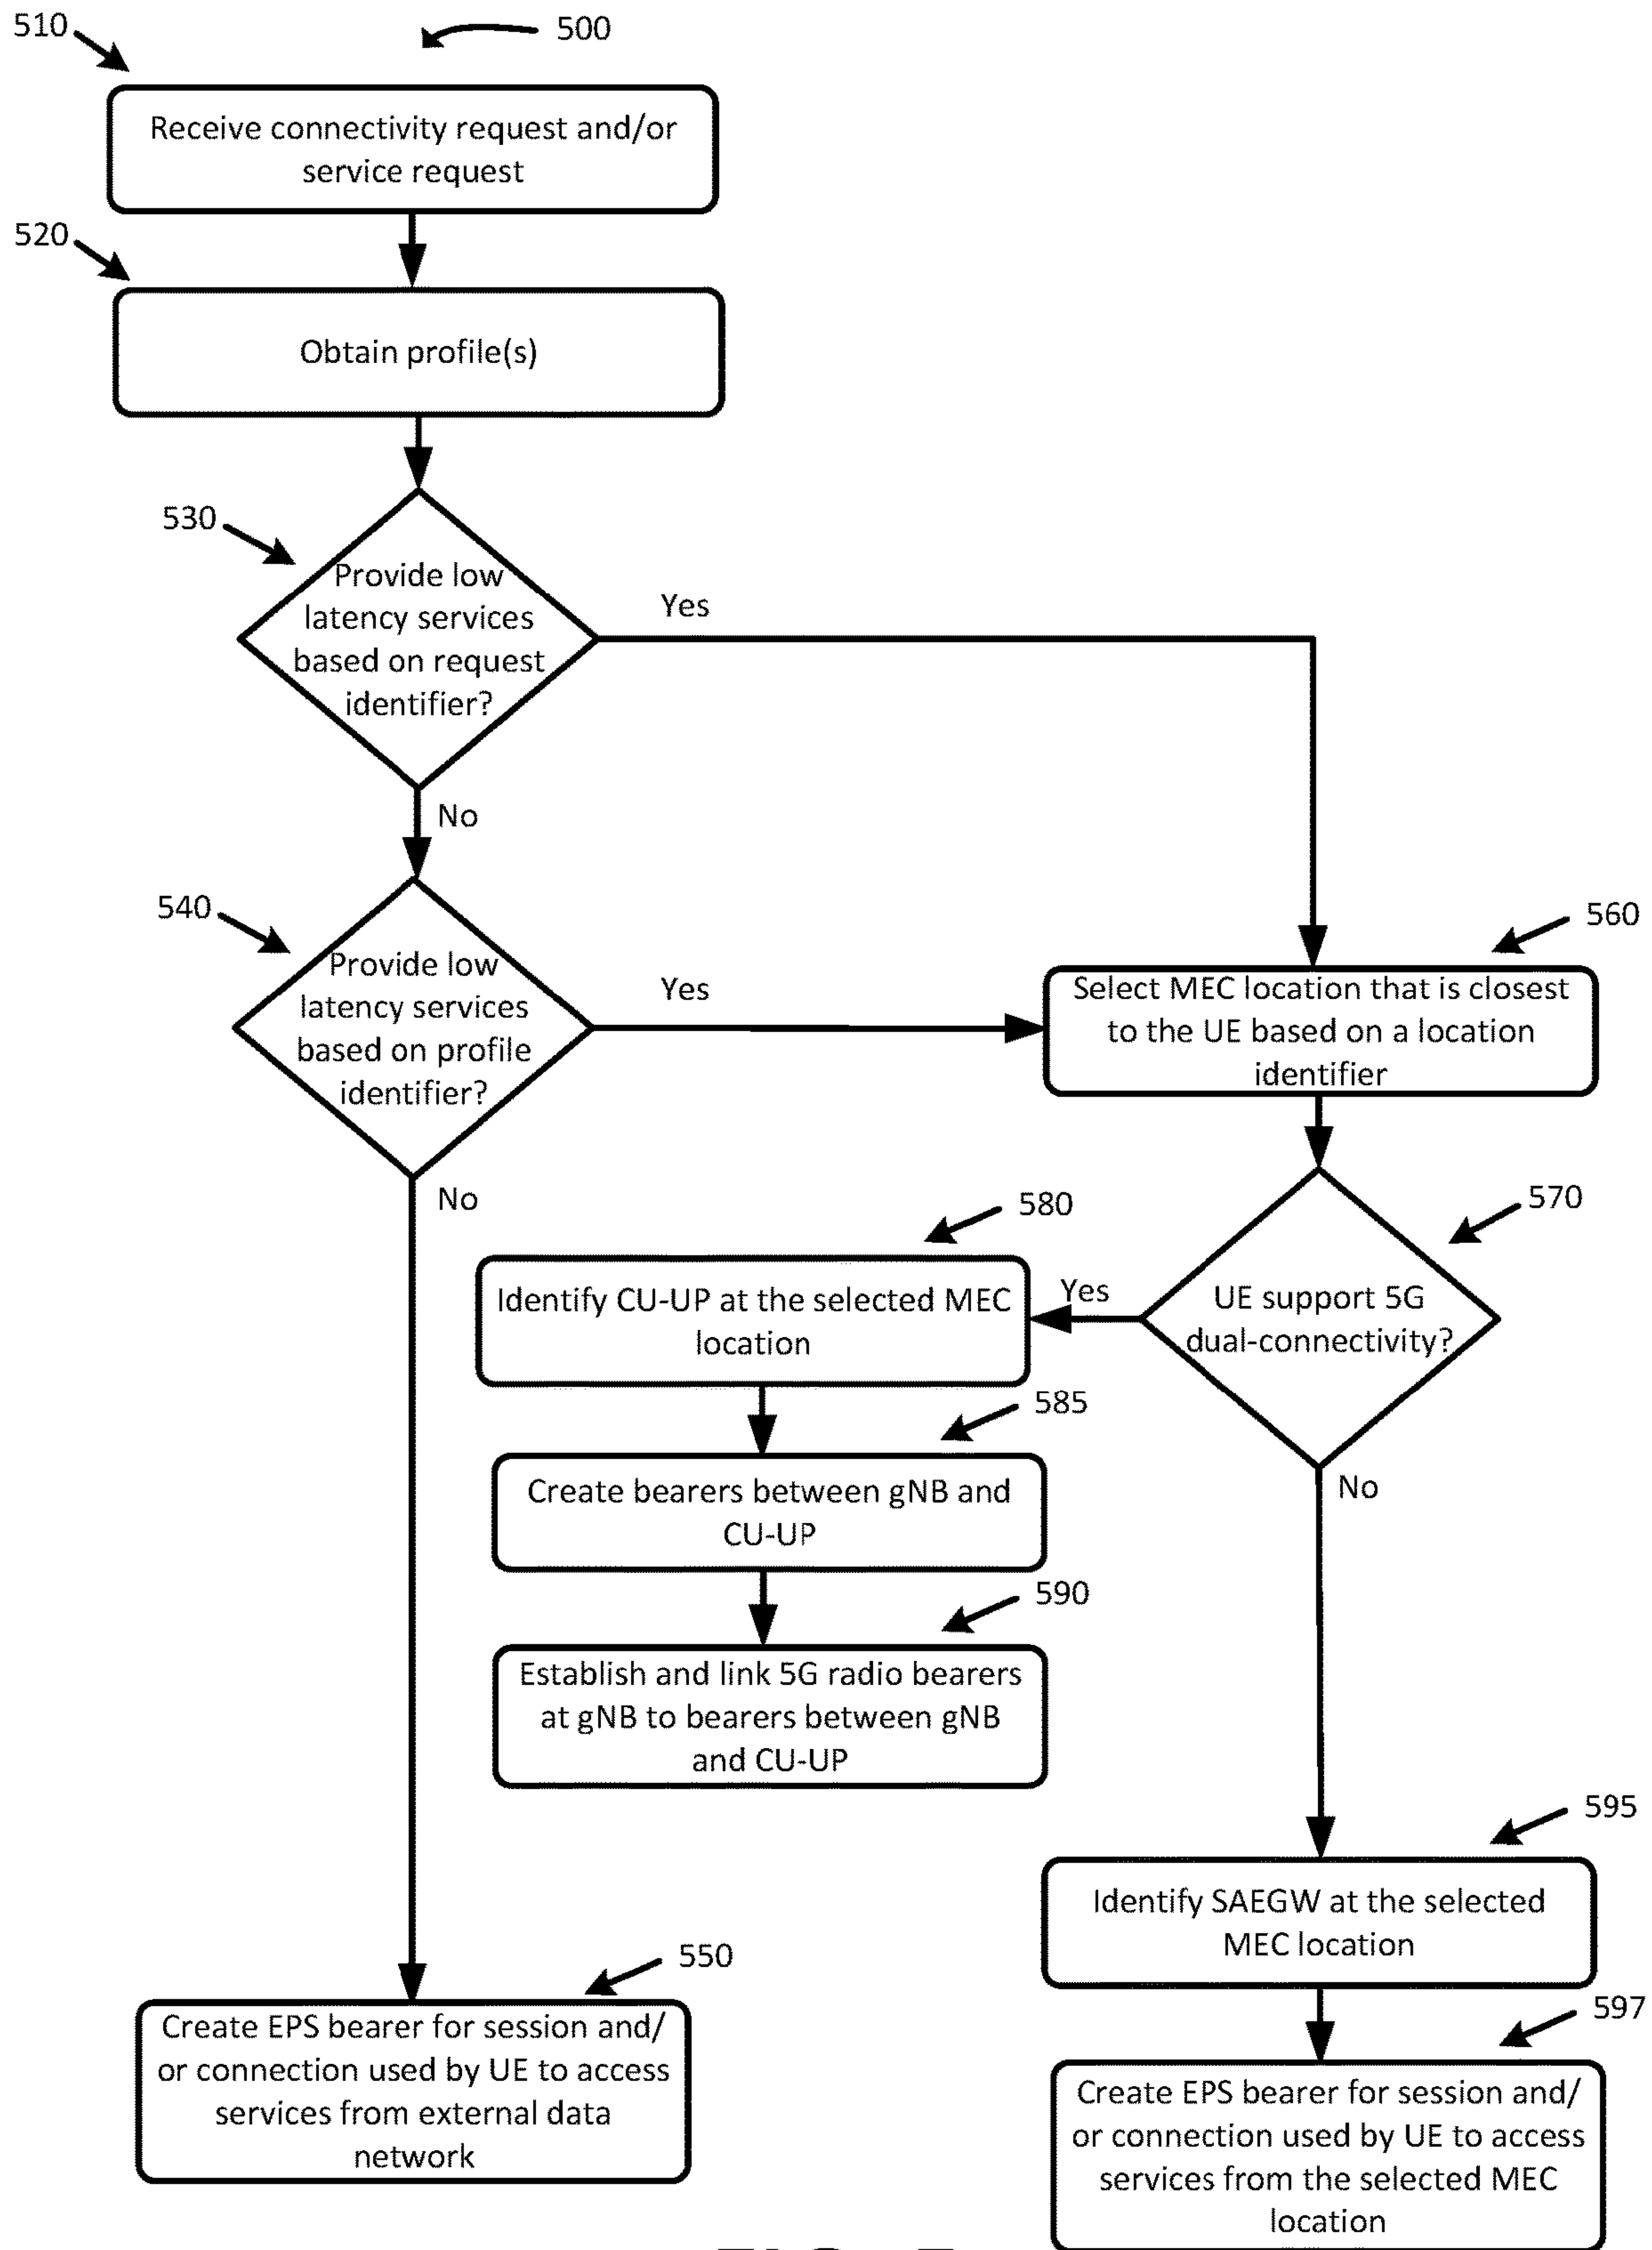 510
500
Receive connectivity request and/or
service request
520
Obtain profile(s)
530
Provide low
latency services
based on request
identifier?
Yes
No
540
Provide low
latency services
based on profile
identifier?
Yes
No
560
Select MEC location that is closest
to the UE based on a location
identifier
570
UE support 5G
dual-connectivity?
Yes
No
580
Identify CU-UP at the selected MEC
location
585
Create bearers between gNB and
CU-UP
590
Establish and link 5G radio bearers
at gNB to bearers between gNB
and CU-UP
595
Identify SAEGW at the selected
MEC location
550
Create EPS bearer for session and/
or connection used by UE to access
services from external data
network
597
Create EPS bearer for session and/
or connection used by UE to access
services from the selected MEC
location